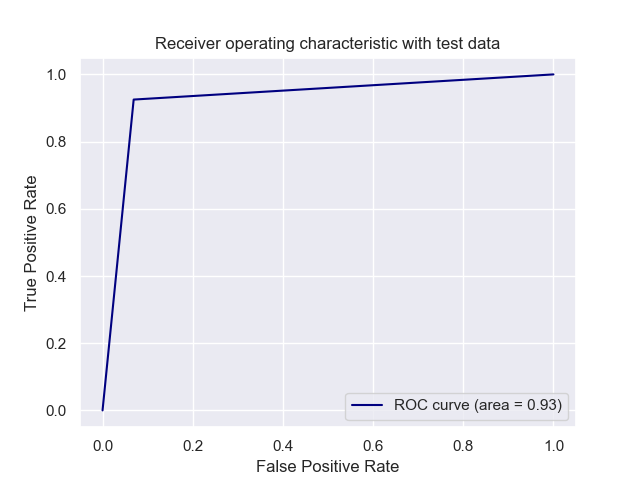 Receiver operating characteristic with test data
True Positive Rate
1.0
0.8
0.6
0.4
0.2
0.0
ROC curve (area = 0.93)
0.0 0.2 0.4 0.6 0.8 1.0
False Positive Rate